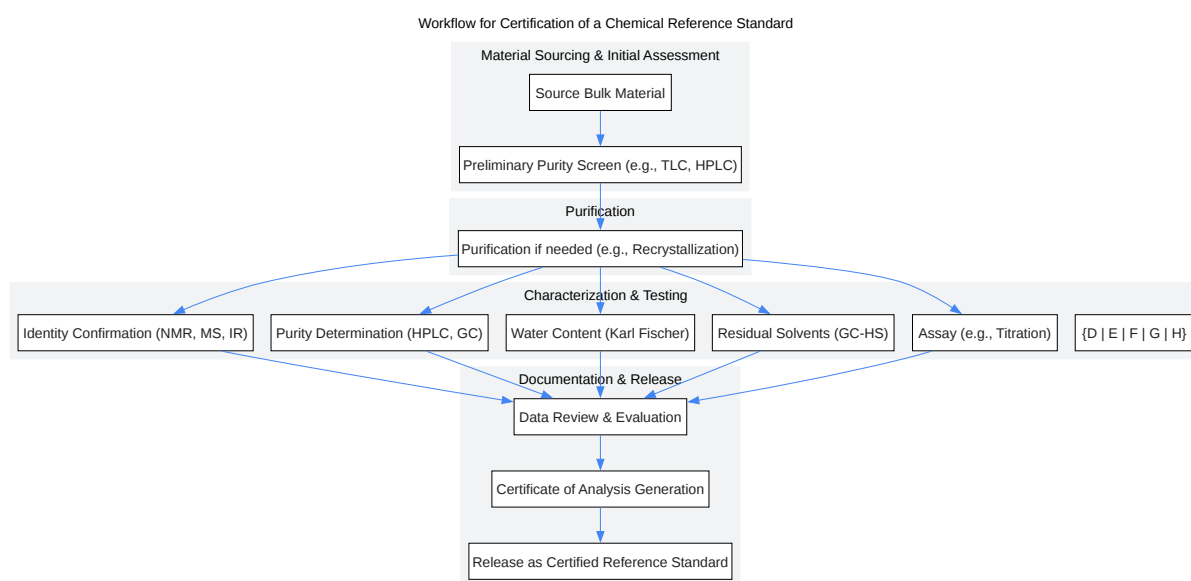 Workflow for Certification of a Chemical Reference Standard
Material Sourcing & Initial Assessment
Source Bulk Material
Preliminary Purity Screen (e.g., TLC, HPLC)
Purification
Purification if needed (e.g., Recrystallization)
Characterization & Testing
Identity Confirmation (NMR, MS, IR)
Purity Determination (HPLC, GC)
Water Content (Karl Fischer)
Residual Solvents (GC-HS)
Assay (e.g., Titration)
{D | E | F | G | H}
Documentation & Release
Data Review & Evaluation
Certificate of Analysis Generation
Release as Certified Reference Standard